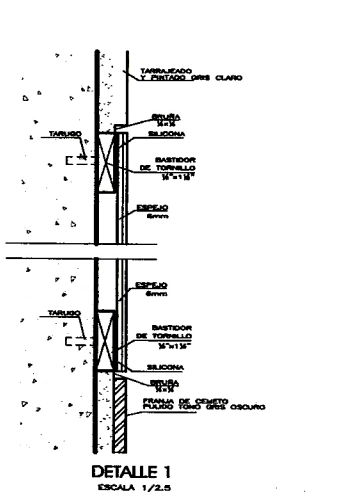 TARRAJEADO
Y PINTADO GRIS CLARO
BRUÑA
TARUGO
SILICONA
BASTIDOR
DE TORNILLO
ESPEJO
6mm
ESPEJO
6mm
TARUGO
BASTIDOR
DE TORNILLO
SILICONA
BRUÑA
FRANJA DE CEMETO
PULIDO TONO GRIS OSCURO
DETALLE 1
ESCALA 1/2.5